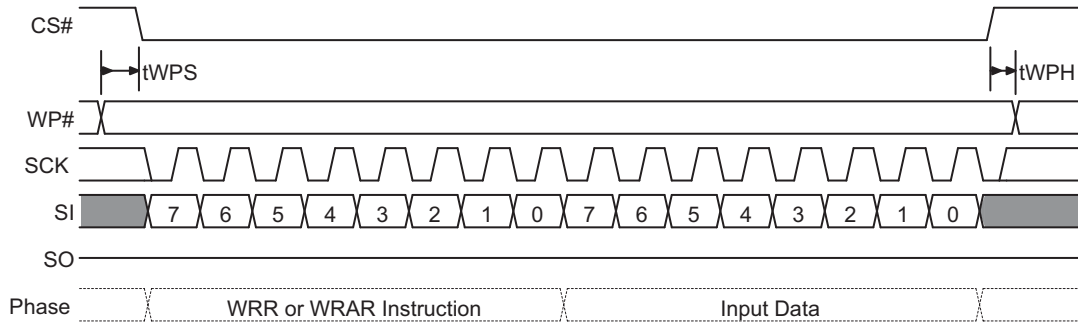 CS#
tWPS
tWPH
WP#
SCK
SI 7 6 5 4 3 2 1 0 7 6 5 4 3 2 1 0
SO
Phase WRR or WRAR Instruction Input Data